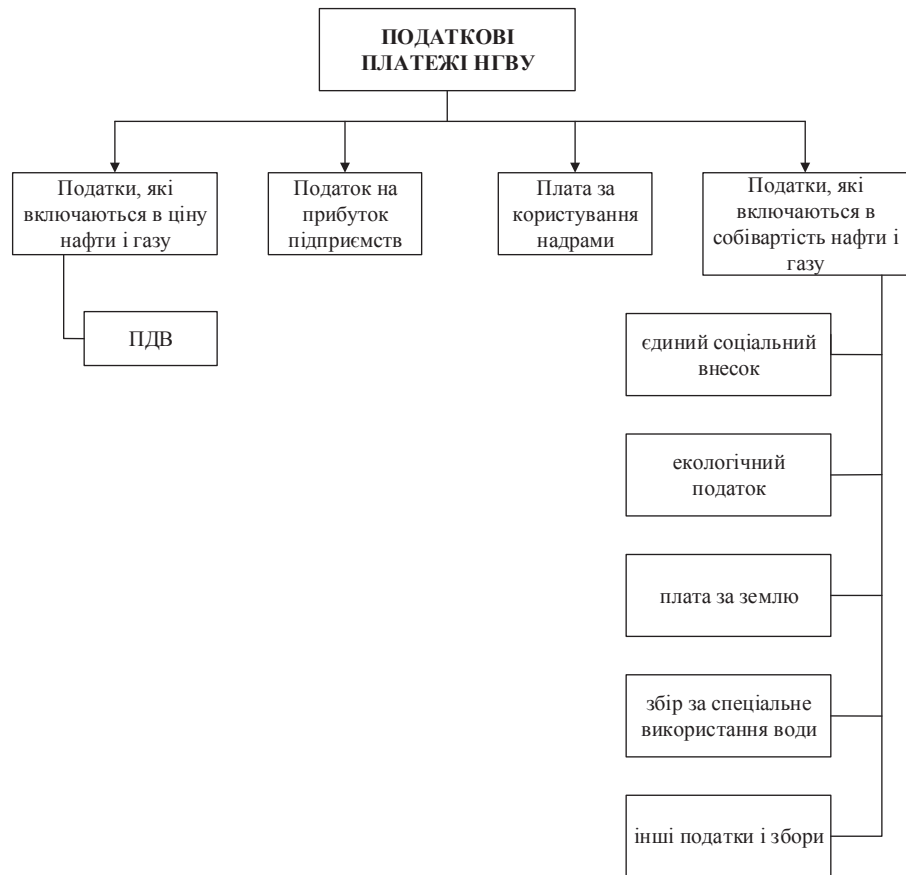 ПОДАТКОВІ
ПЛАТЕЖІ НГВУ
Податки, які
включаються в ціну
нафти і газу
Податок на
прибуток
підприємств
Плата за
користування
надрами
Податки, які
включаються в
собівартість нафти і
газу
ПДВ
єдиний соціальний
внесок
екологічний
податок
плата за землю
збір за спеціальне
використання води
інші податки і збори